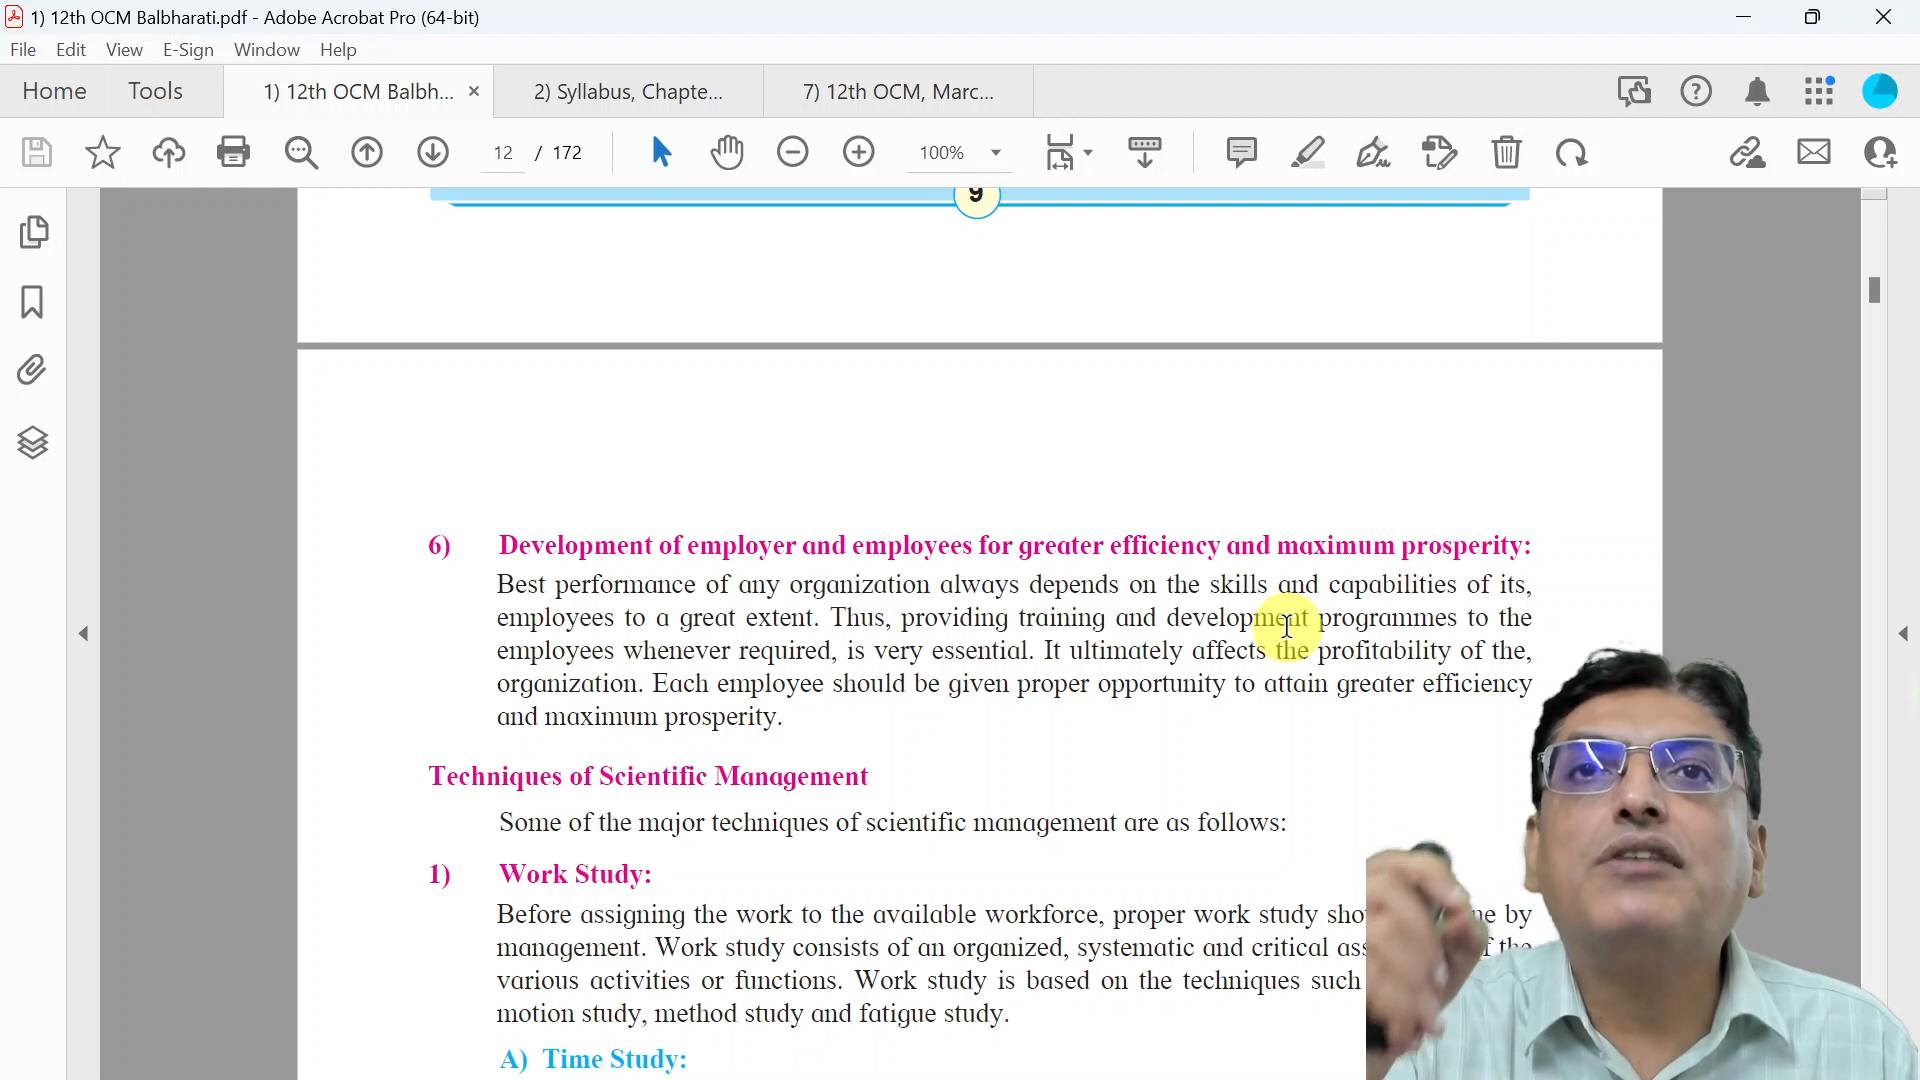 1) 12th OCM Balbharati.pdf - Adobe Acrobat Pro (64-bit)
File Edit View E-Sign Window Help
Home Tools 1) 12th OCM Balbh... 2) Syllabus, Chapte... 7) 12th OCM, Marc...
12 / 172 100%
9
6) Development of employer and employees for greater efficiency and maximum prosperity:
Best performance of any organization always depends on the skills and capabilities of its,
employees to a great extent. Thus, providing training and development programmes to the
employees whenever required, is very essential. It ultimately affects the profitability of the,
organization. Each employee should be given proper opportunity to attain greater efficiency
and maximum prosperity.
Techniques of Scientific Management
Some of the major techniques of scientific management are as follows:
1) Work Study:
Before assigning the work to the available workforce, proper work study by
management. Work study consists of an organized, systematic and critical the
various activities or functions. Work study is based on the techniques such
motion study, method study and fatigue study.
A) Time Study: